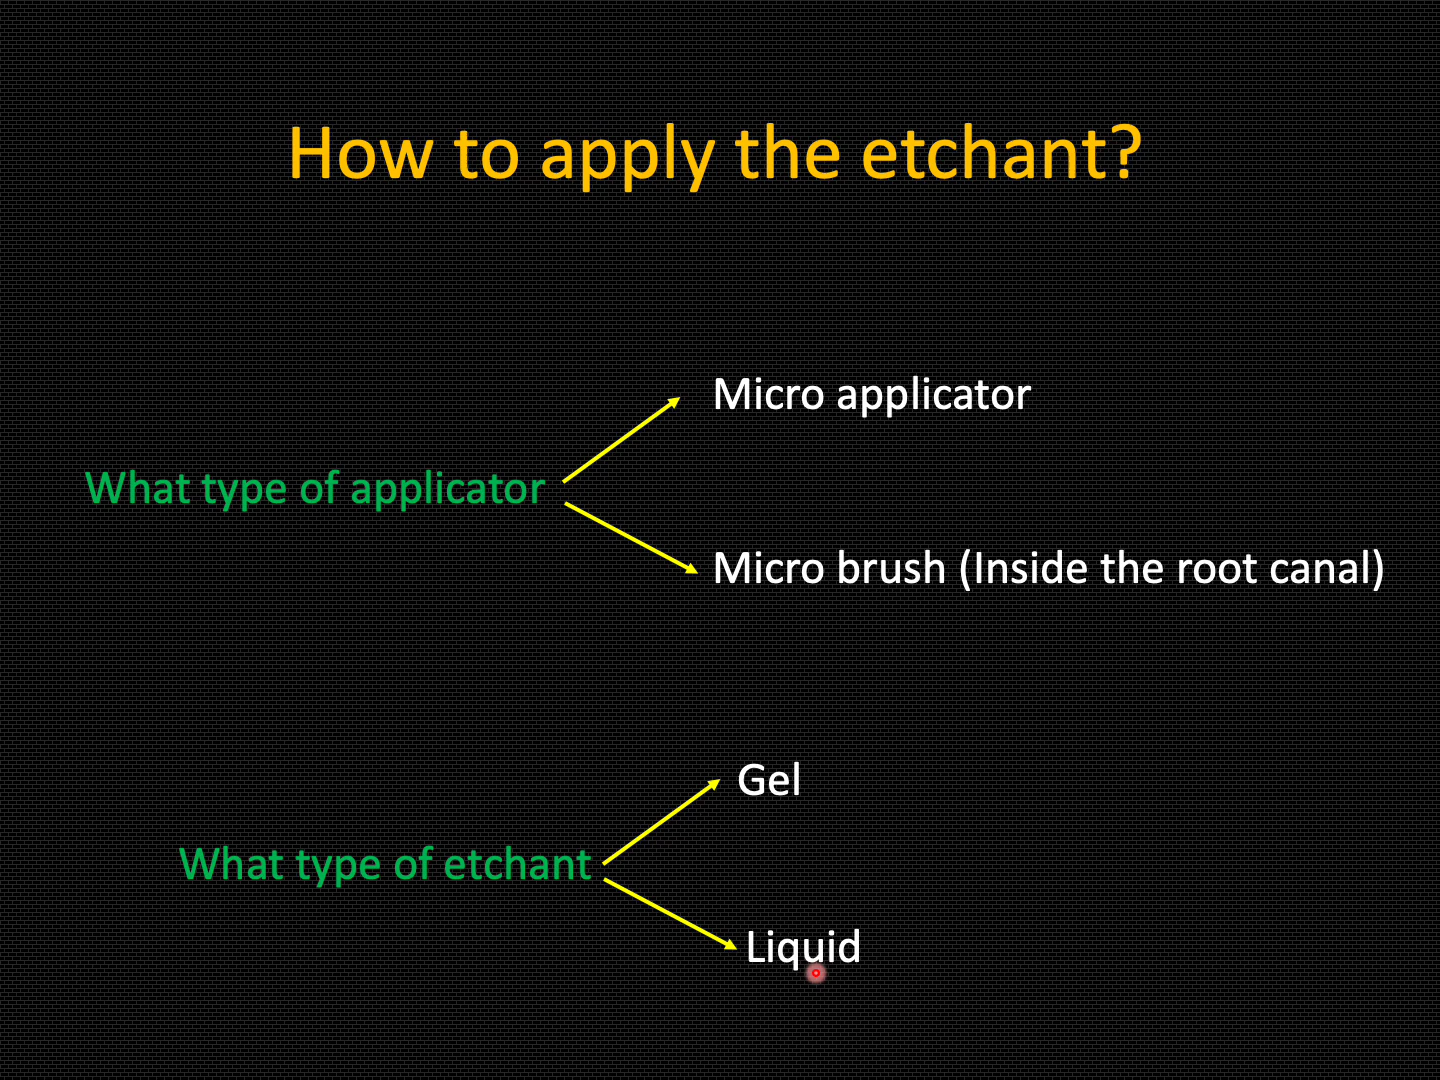 How to apply the etchant?
Micro applicator
What type of applicator
Micro brush (Inside the root canal)
Gel
What type of etchant
Liquid